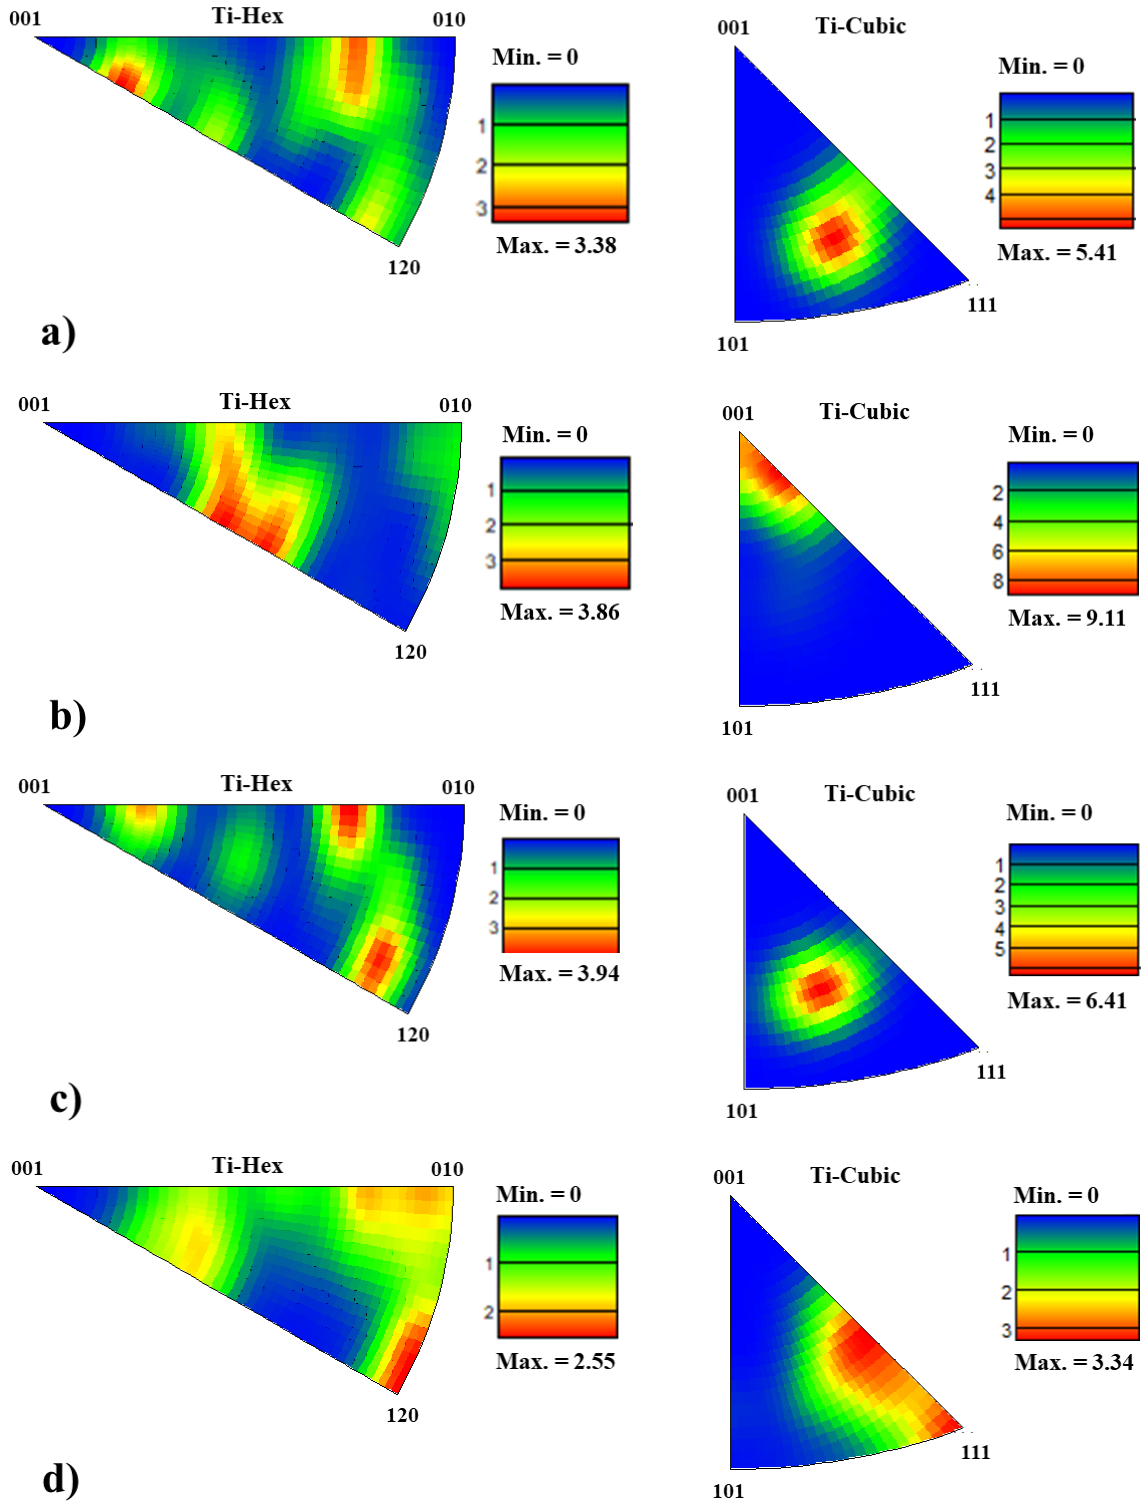 001 Ti-Hex 010
Min. = 0
1
2
3
Max. = 3.38
120
001 Ti-Cubic
Min. = 0
1
2
3
4
Max. = 5.41
111
101
a)
001 Ti-Hex 010
Min. = 0
1
2
3
Max. = 3.86
120
001 Ti-Cubic
Min. = 0
2
4
6
8
Max. = 9.11
111
101
b)
001 Ti-Hex 010
Min. = 0
1
2
3
Max. = 3.94
120
001 Ti-Cubic
Min. = 0
1
2
3
4
5
Max. = 6.41
111
101
c)
001 Ti-Hex 010
Min. = 0
1
2
Max. = 2.55
120
001 Ti-Cubic
Min. = 0
1
2
3
Max. = 3.34
111
101
d)